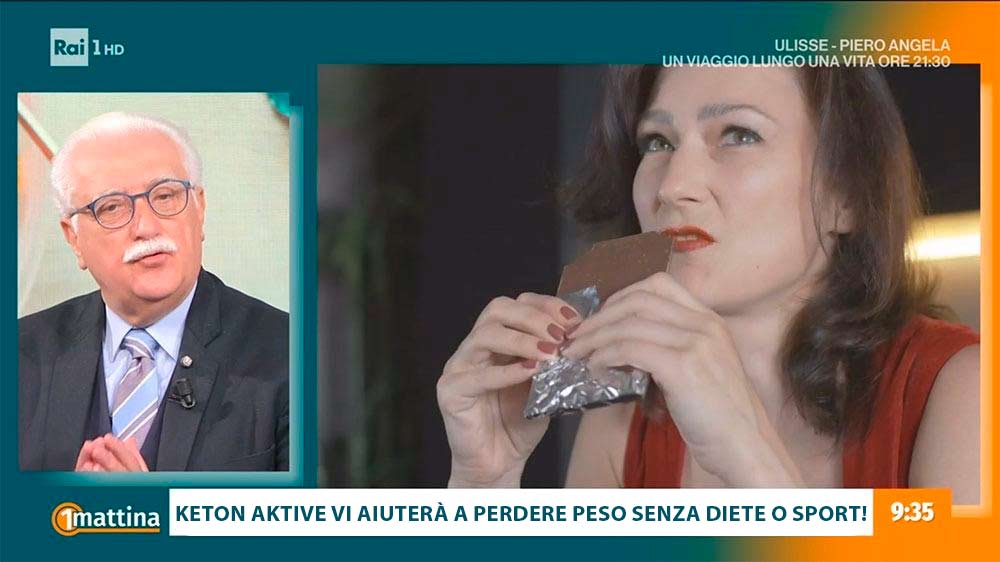 Rai 1 HD
ULISSE - PIERO ANGELA
UN VIAGGIO LUNGO UNA VITA ORE 21:30
1mattina
KETON AKTIVE VI AIUTERÀ A PERDERE PESO SENZA DIETE O SPORT!
9:35